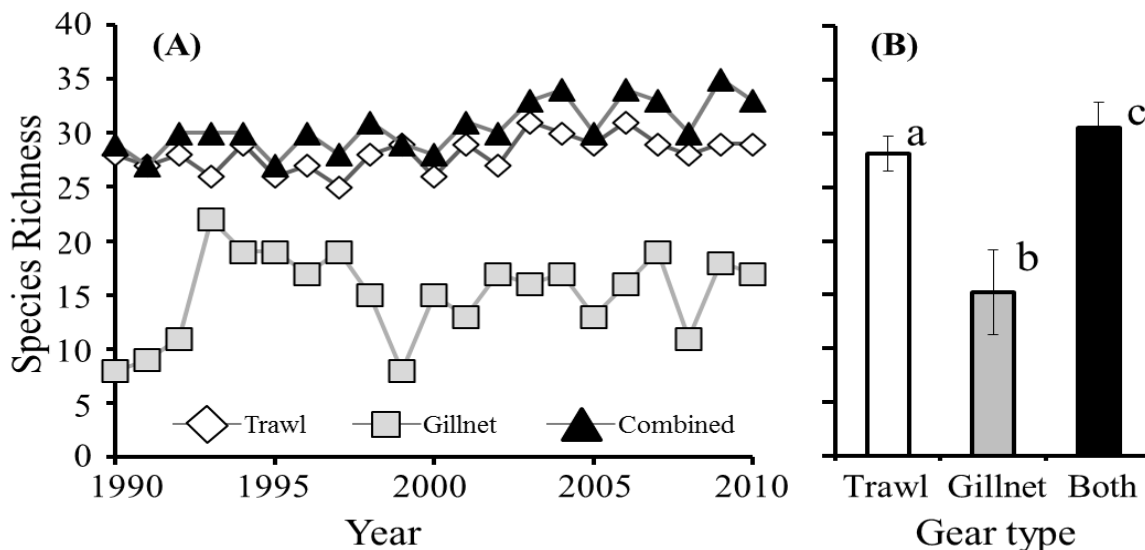 (A)
Species Richness
40
35
30
25
20
15
10
5
0
Trawl Gillnet Combined
1990 1995 2000 2005 2010
Year
(B)
a
b
c
Trawl Gillnet Both
Gear type